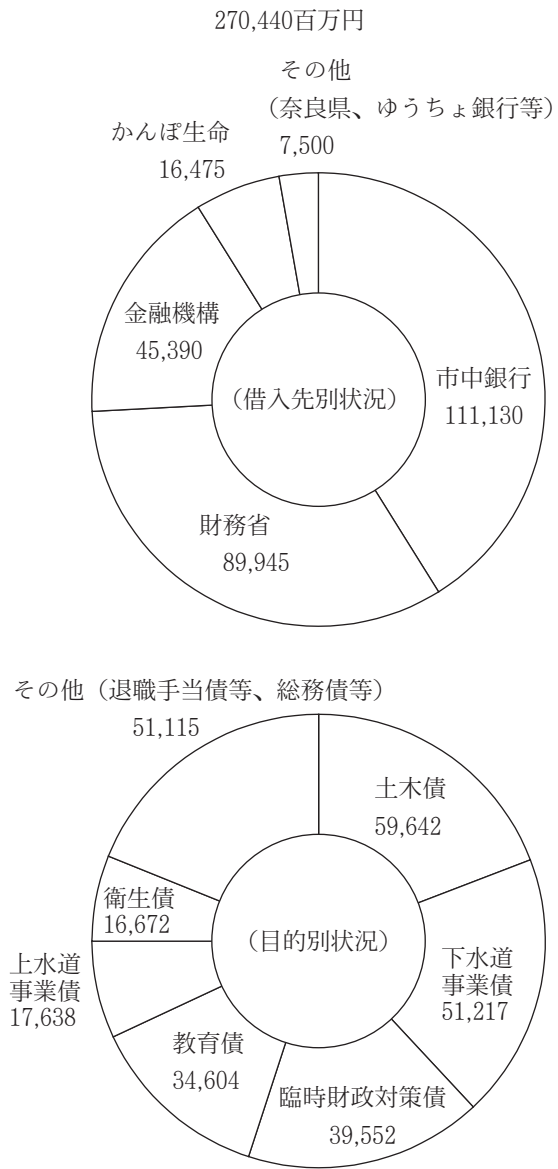 270,440百万円
その他
(奈良県、ゆうちょ銀行等)
7,500
かんぽ生命
16,475
金融機構
45,390
(借入先別状況)
市中銀行
111,130
財務省
89,945
その他(退職手当債等、総務債等)
51,115
土木債
59,642
衛生債
16,672
(目的別状況)
下水道
事業債
51,217
上水道
事業債
17,638
教育債
34,604
臨時財政対策債
39,552